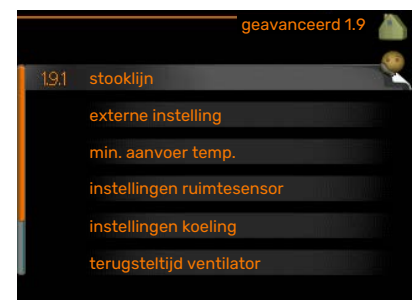 geavanceerd 1.9
1.9.1 stooklijn
externe instelling
min. aanvoer temp.
instellingen ruimtesensor
instellingen koeling
terugsteltijd ventilator